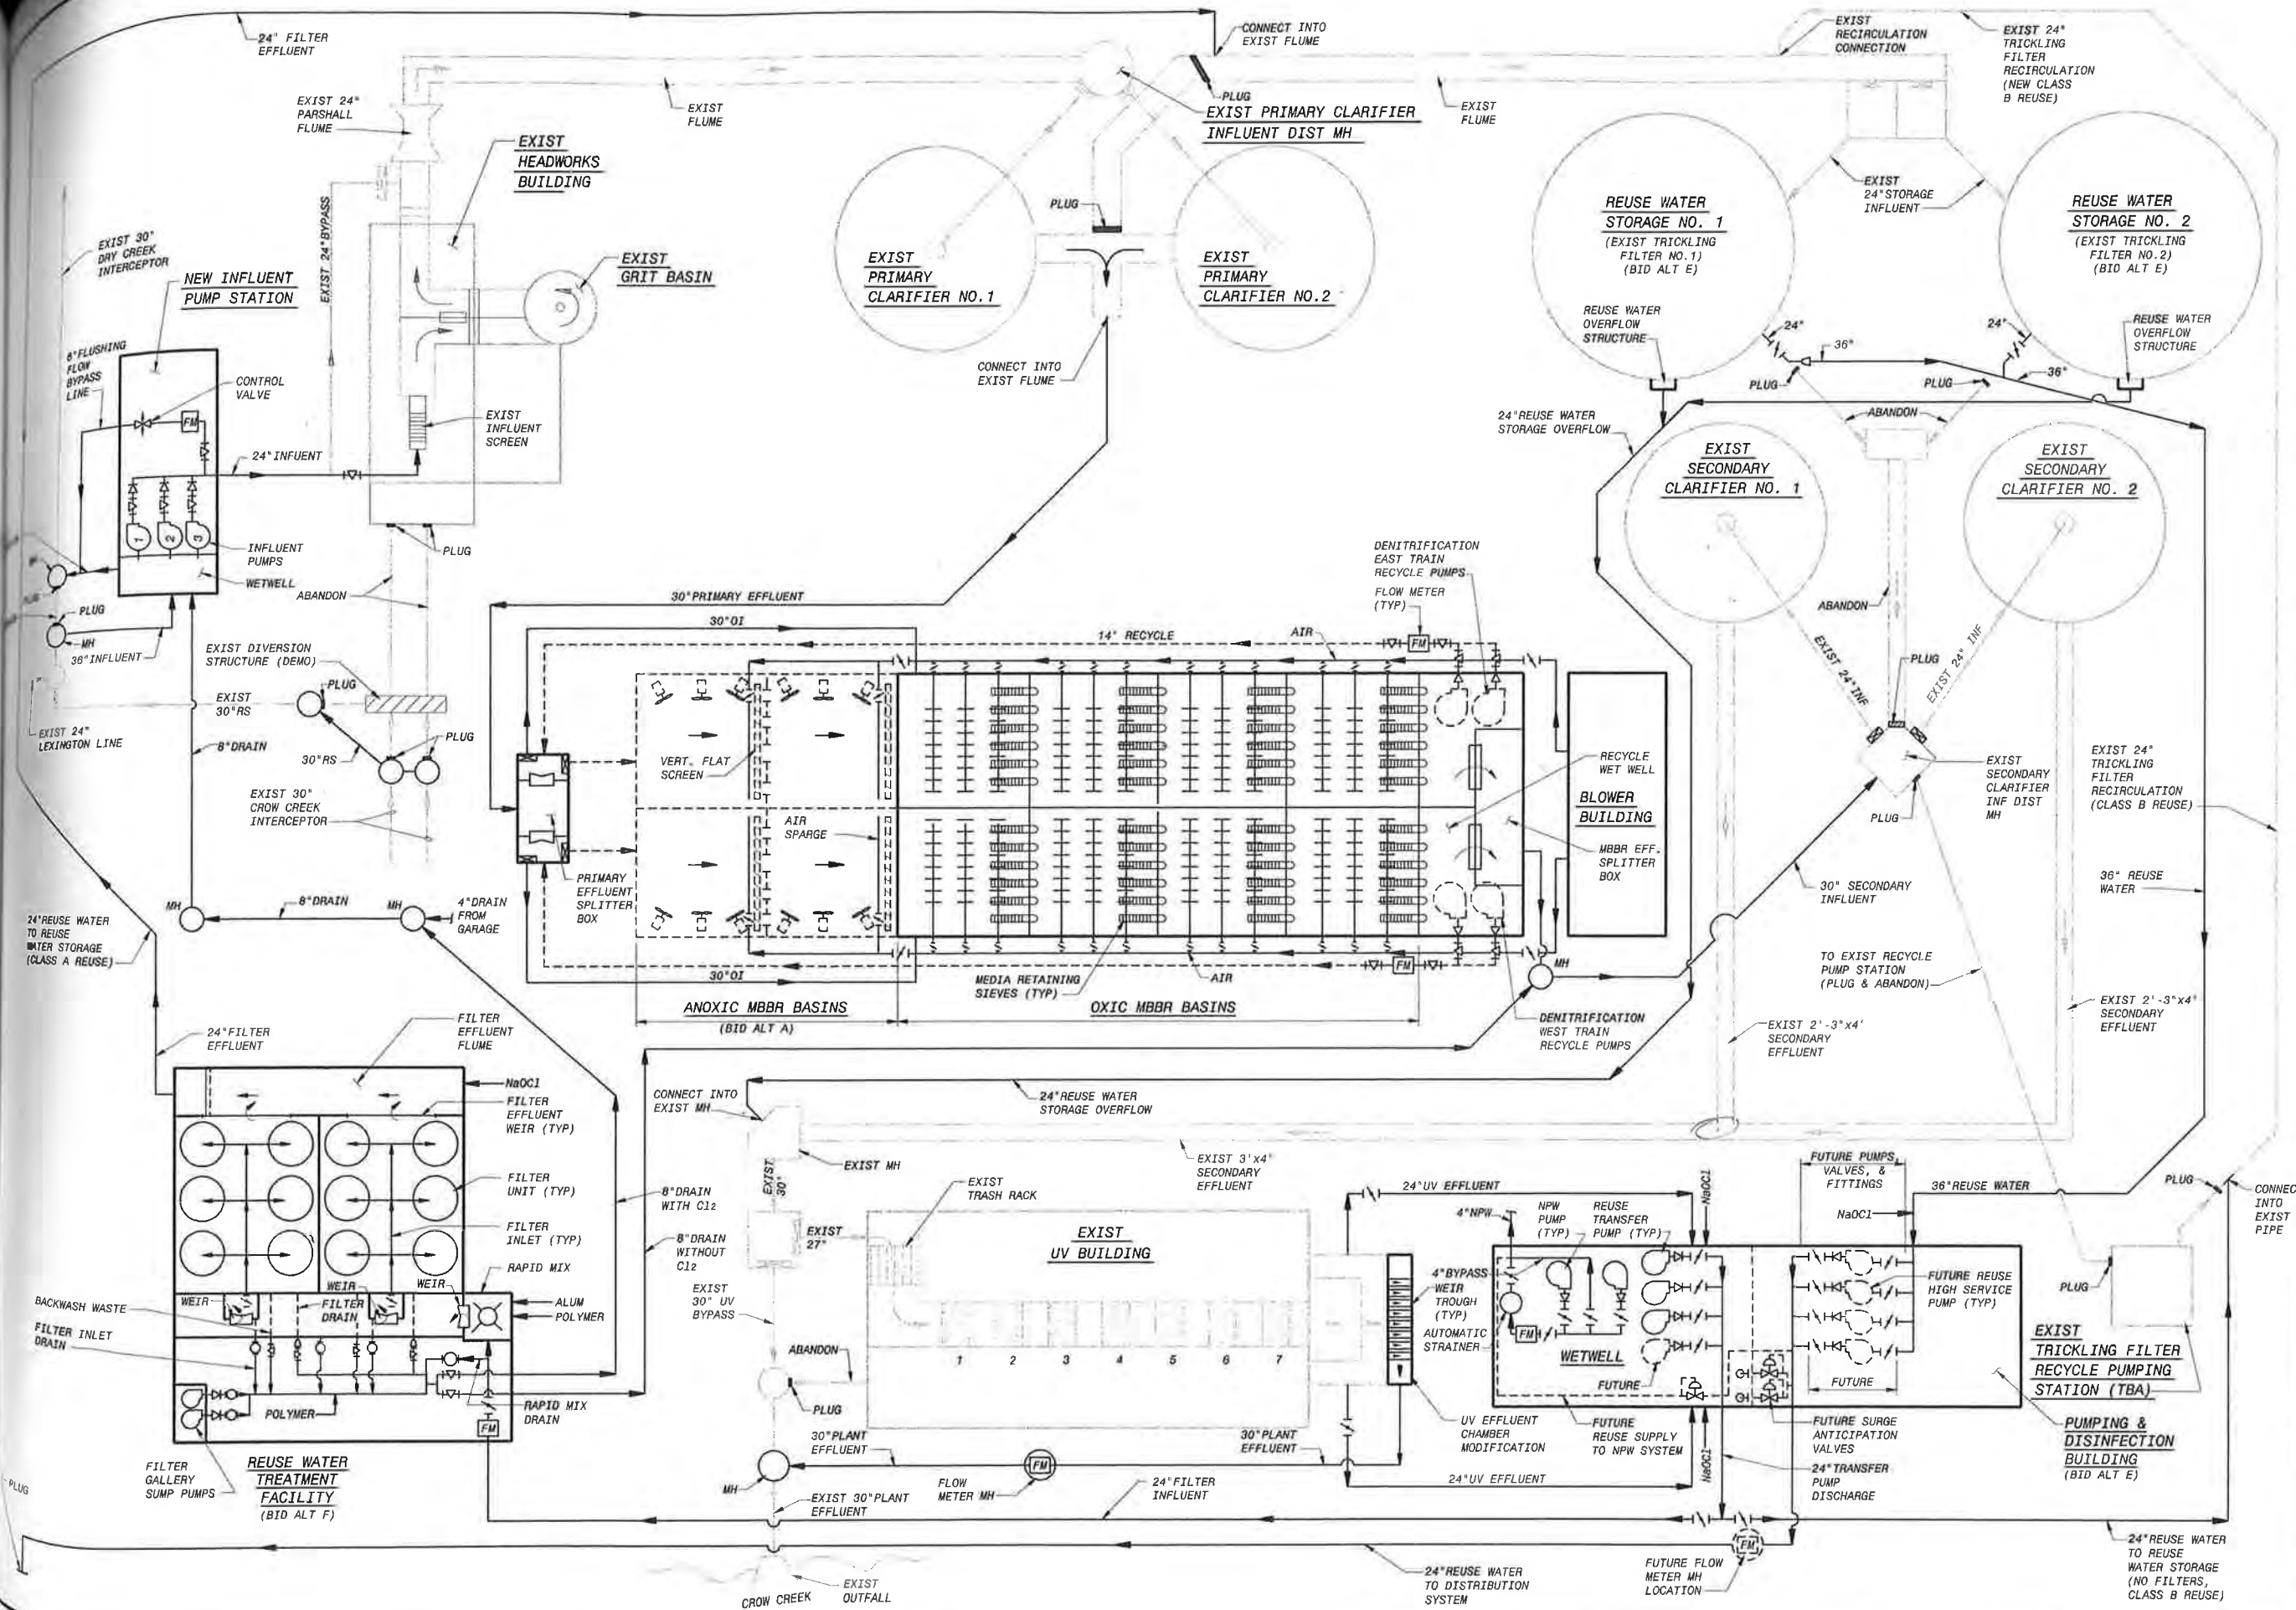 24" FILTER
EFFLUENT
CONNECT INTO
EXIST FLUME
EXIST
RECIRCULATION
CONNECTION
EXIST 24"
TRICKLING
FILTER
RECIRCULATION
(NEW CLASS
B REUSE)
EXIST 24"
PARSHALL
FLUME
EXIST
FLUME
PLUG
EXIST PRIMARY CLARIFIER
INFLUENT DIST MH
EXIST
FLUME
EXIST
HEADWORKS
BUILDING
EXIST 24"BYPASS
EXIST
24"STORAGE
INFLUENT
REUSE WATER
STORAGE NO. 1
(EXIST TRICKLING
FILTER NO.1)
(BID ALT E)
REUSE WATER
STORAGE NO. 2
(EXIST TRICKLING
FILTER NO.2)
(BID ALT E)
EXIST 30"
DRY CREEK
INTERCEPTOR
NEW INFLUENT
PUMP STATION
EXIST
GRIT BASIN
PLUG
EXIST
PRIMARY
CLARIFIER NO.1
EXIST
PRIMARY
CLARIFIER NO.2
REUSE WATER
OVERFLOW
STRUCTURE
24"
36"
24"
REUSE WATER
OVERFLOW
STRUCTURE
PLUG
PLUG
36"
8"FLUSHING
FLOW
BYPASS
LINE
CONTROL
VALVE
FM
EXIST
INFLUENT
SCREEN
CONNECT INTO
EXIST FLUME
24"REUSE WATER
STORAGE OVERFLOW
ABANDON
24"INFUENT
EXIST
SECONDARY
CLARIFIER NO. 1
EXIST
SECONDARY
CLARIFIER NO. 2
1
2
3
INFLUENT
PUMPS
WETWELL
PLUG
ABANDON
PLUG
MH
36"INFLUENT
DENITRIFICATION
EAST TRAIN
RECYCLE PUMPS
FLOW METER
(TYP)
30"PRIMARY EFFLUENT
30"OI
14" RECYCLE
AIR
FM
ABANDON
EXIST 24"INF
EXIST 24" INF
PLUG
EXIST DIVERSION
STRUCTURE (DEMO)
EXIST
30"RS
PLUG
EXIST 24"
LEXINGTON LINE
8"DRAIN
30"RS
PLUG
EXIST 30"
CROW CREEK
INTERCEPTOR
VERT. FLAT
SCREEN
AIR
SPARGE
PRIMARY
EFFLUENT
SPLITTER
BOX
RECYCLE
WET WELL
BLOWER
BUILDING
MBBR EFF.
SPLITTER
BOX
EXIST
SECONDARY
CLARIFIER
INF DIST
MH
PLUG
EXIST 24"
TRICKLING
FILTER
RECIRCULATION
(CLASS B REUSE)
30" SECONDARY
INFLUENT
36" REUSE
WATER
MH
8"DRAIN
MH
4"DRAIN
FROM
GARAGE
24"REUSE WATER
TO REUSE
WATER STORAGE
(CLASS A REUSE)
30"OI
MEDIA RETAINING
SIEVES (TYP)
AIR
FM
MH
ANOXIC MBBR BASINS
(BID ALT A)
OXIC MBBR BASINS
DENITRIFICATION
WEST TRAIN
RECYCLE PUMPS
TO EXIST RECYCLE
PUMP STATION
(PLUG & ABANDON)
EXIST 2'-3"x4'
SECONDARY
EFFLUENT
EXIST 2'-3"x4'
SECONDARY
EFFLUENT
24"FILTER
EFFLUENT
FILTER
EFFLUENT
FLUME
NaOCl
FILTER
EFFLUENT
WEIR (TYP)
CONNECT INTO
EXIST MH
24"REUSE WATER
STORAGE OVERFLOW
EXIST MH
EXIST
30"
EXIST 3'x4'
SECONDARY
EFFLUENT
FILTER
UNIT (TYP)
FILTER
INLET (TYP)
8"DRAIN
WITH Cl2
8"DRAIN
WITHOUT
Cl2
EXIST
27"
EXIST
TRASH RACK
EXIST
UV BUILDING
24"UV EFFLUENT
NaOCl
4"NPW
NPW
PUMP
(TYP)
REUSE
TRANSFER
PUMP (TYP)
FUTURE PUMPS,
VALVES, &
FITTINGS
36"REUSE WATER
NaOCl
PLUG
CONNEC
INTO
EXIST
PIPE
RAPID MIX
WEIR
WEIR
WEIR
FILTER
DRAIN
ALUM
POLYMER
BACKWASH WASTE
FILTER INLET
DRAIN
POLYMER
RAPID MIX
DRAIN
FM
EXIST
30" UV
BYPASS
ABANDON
PLUG
1
2
3
4
5
6
7
4"BYPASS
WEIR
TROUGH
(TYP)
AUTOMATIC
STRAINER
FM
WETWELL
FUTURE
FUTURE REUSE
HIGH SERVICE
PUMP (TYP)
FUTURE
PLUG
EXIST
TRICKLING FILTER
RECYCLE PUMPING
STATION (TBA)
UV EFFLUENT
CHAMBER
MODIFICATION
FUTURE
REUSE SUPPLY
TO NPW SYSTEM
NaOCl
FUTURE SURGE
ANTICIPATION
VALVES
24"TRANSFER
PUMP
DISCHARGE
PUMPING &
DISINFECTION
BUILDING
(BID ALT E)
FILTER
GALLERY
SUMP PUMPS
REUSE WATER
TREATMENT
FACILITY
(BID ALT F)
30"PLANT
EFFLUENT
MH
FM
FLOW
METER MH
30"PLANT
EFFLUENT
24"UV EFFLUENT
EXIST 30"PLANT
EFFLUENT
24"FILTER
INFLUENT
PLUG
CROW CREEK
EXIST
OUTFALL
24"REUSE WATER
TO DISTRIBUTION
SYSTEM
FUTURE FLOW
METER MH
LOCATION
FM
24"REUSE WATER
TO REUSE
WATER STORAGE
(NO FILTERS,
CLASS B REUSE)